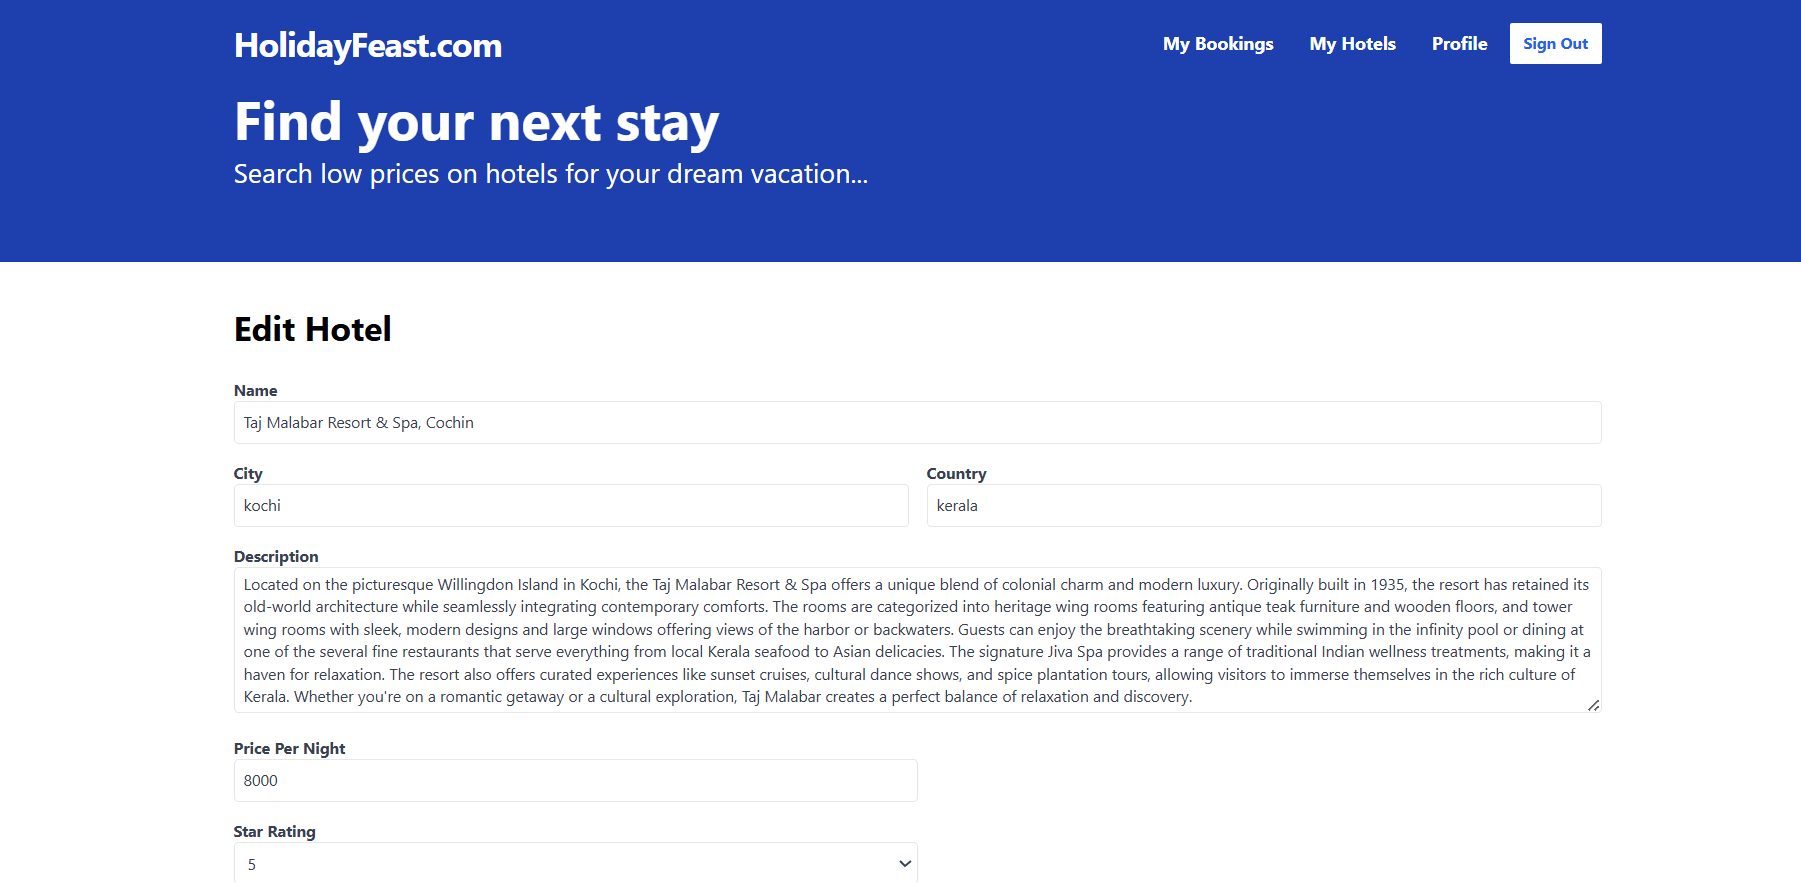 HolidayFeast.com
My Bookings
My Hotels
Profile
Sign Out
Find your next stay
Search low prices on hotels for your dream vacation...
Edit Hotel
Name
Taj Malabar Resort & Spa, Cochin
City
Country
kochi
kerala
Description
Located on the picturesque Willingdon Island in Kochi, the Taj Malabar Resort & Spa offers a unique blend of colonial charm and modern luxury. Originally built in 1935, the resort has retained its
old-world architecture while seamlessly integrating contemporary comforts. The rooms are categorized into heritage wing rooms featuring antique teak furniture and wooden floors, and tower
wing rooms with sleek, modern designs and large windows offering views of the harbor or backwaters. Guests can enjoy the breathtaking scenery while swimming in the infinity pool or dining at
one of the several fine restaurants that serve everything from local Kerala seafood to Asian delicacies. The signature Jiva Spa provides a range of traditional Indian wellness treatments, making it a
haven for relaxation. The resort also offers curated experiences like sunset cruises, cultural dance shows, and spice plantation tours, allowing visitors to immerse themselves in the rich culture of
Kerala. Whether you're on a romantic getaway or a cultural exploration, Taj Malabar creates a perfect balance of relaxation and discovery.
Price Per Night
8000
Star Rating
5